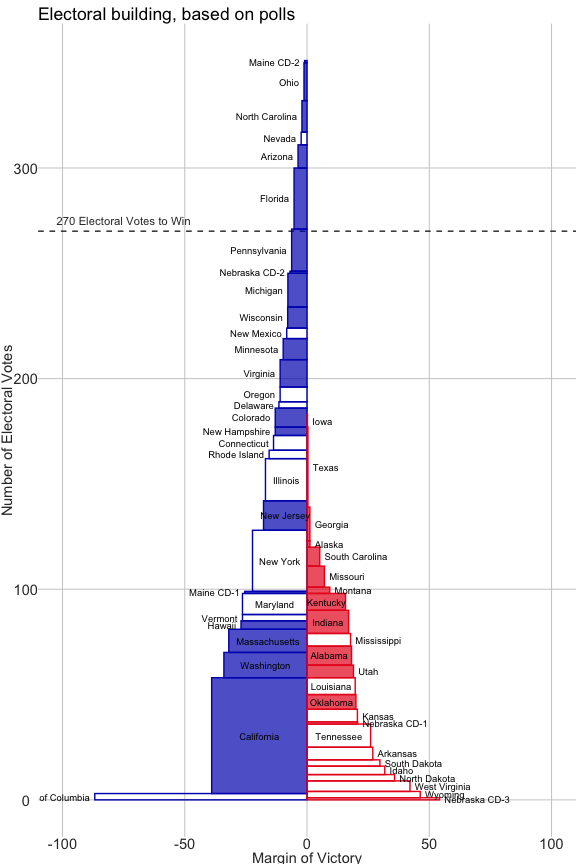 Electoral building, based on polls
Maine CD-2
Ohio
North Carolina
Nevada
Arizona
300
Florida
270 Electoral Votes to Win
Pennsylvania
Nebraska CD-2
Michigan
Wisconsin
New Mexico
Minnesota
Virginia
200
Oregon
Delaware
Colorado
Iowa
New Hampshire
Connecticut
Rhode Island
Texas
Illinois
New Jersey
Georgia
Alaska
South Carolina
New York
Missouri
100
Montana
Maine CD-1
Maryland
Kentucky
Vermont
Hawaii
Indiana
Massachusetts
Mississippi
Alabama
Washington
Utah
Louisiana
Oklahoma
Kansas
Nebraska CD-1
California
Tennessee
Arkansas
South Dakota
Idaho
North Dakota
West Virginia
Wyoming
of Columbia
Nebraska CD-3
0
Number of Electoral Votes
-100 -50 0 50 100
Margin of Victory